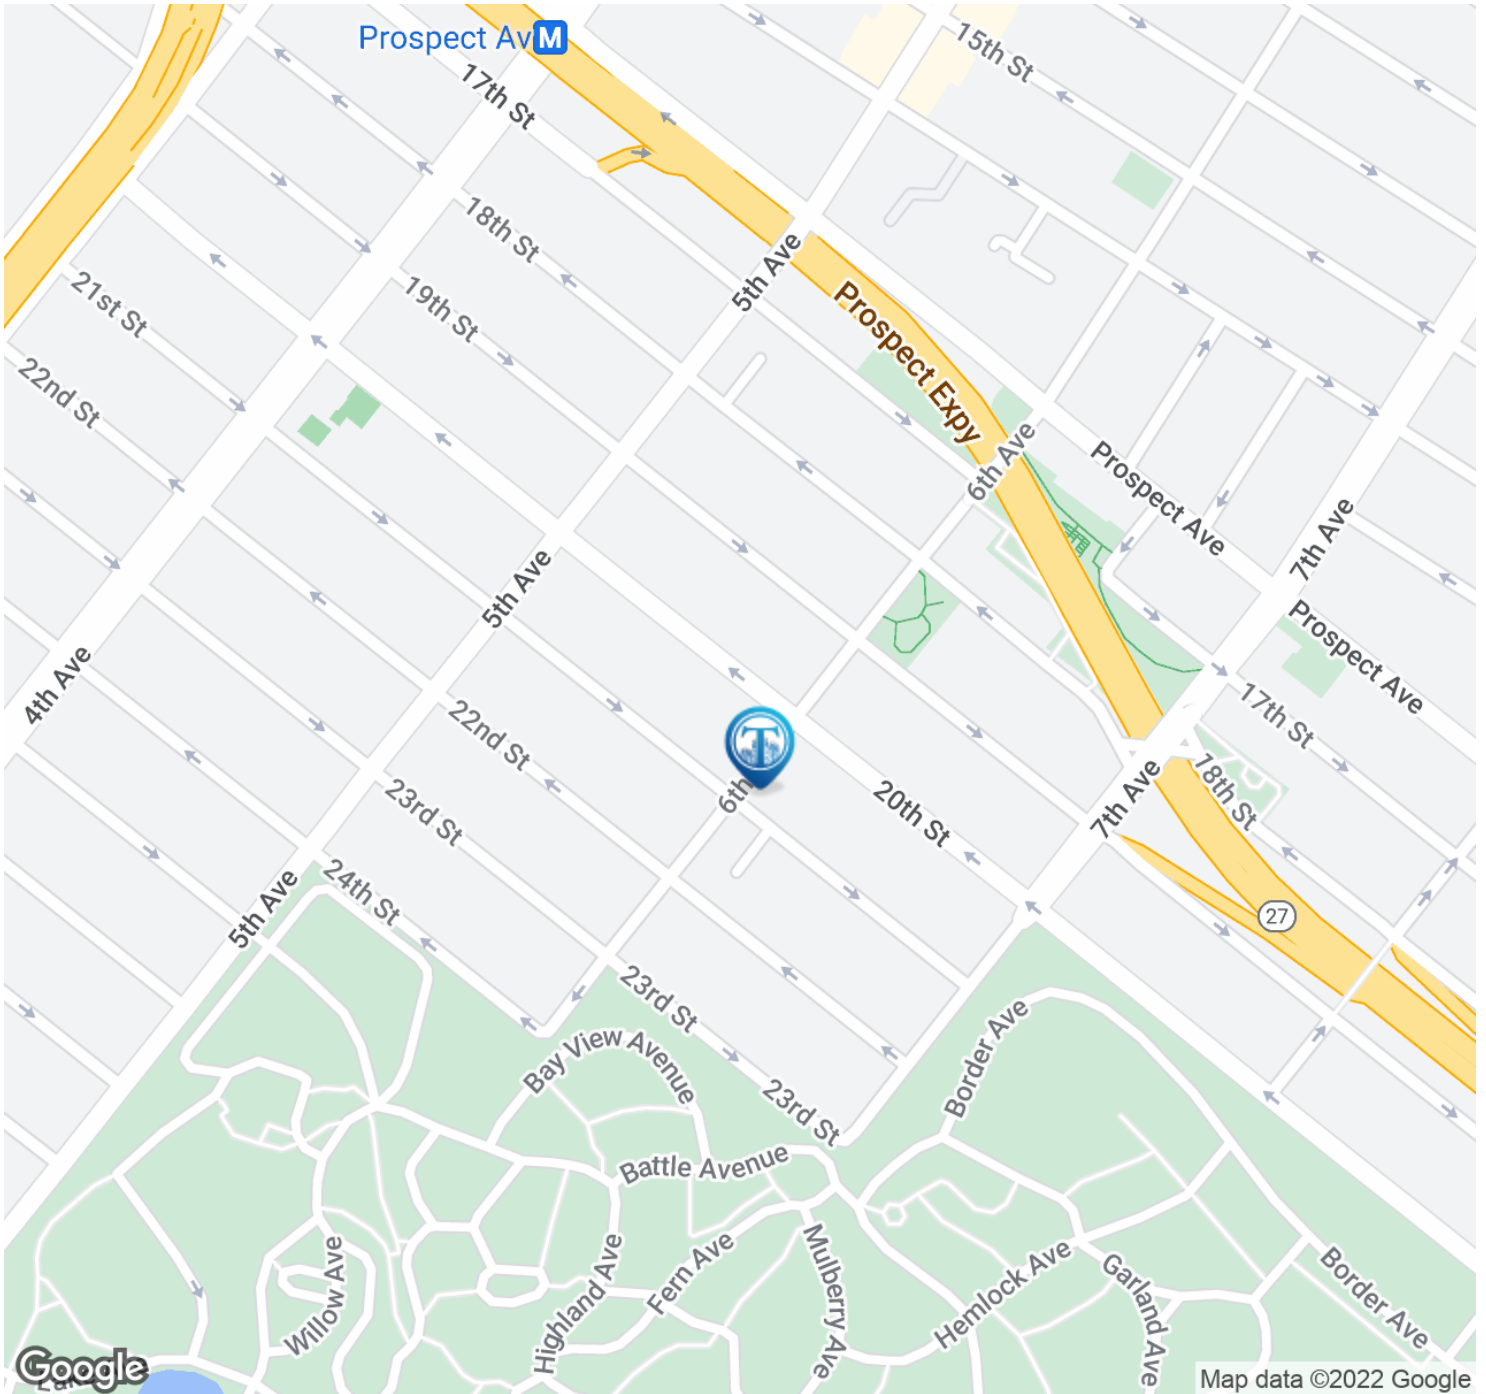 Prospect Av
M
15th St
17th St
18th St
5th Ave
19th St
21st St
Prospect Expy
22nd St
6th Ave
Prospect Ave
7th Ave
5th Ave
Prospect Ave
4th Ave
17th St
22nd St
T
6th
18th St
7th Ave
20th St
23rd St
24th St
5th Ave
27
23rd St
Border Ave
Bay View Avenue
23rd St
Battle Avenue
Willow Ave
Highland Ave
Fern Ave
Mulberry Ave
Hemlock Ave
Garland Ave
Border Ave
Google
Map data ©2022 Google